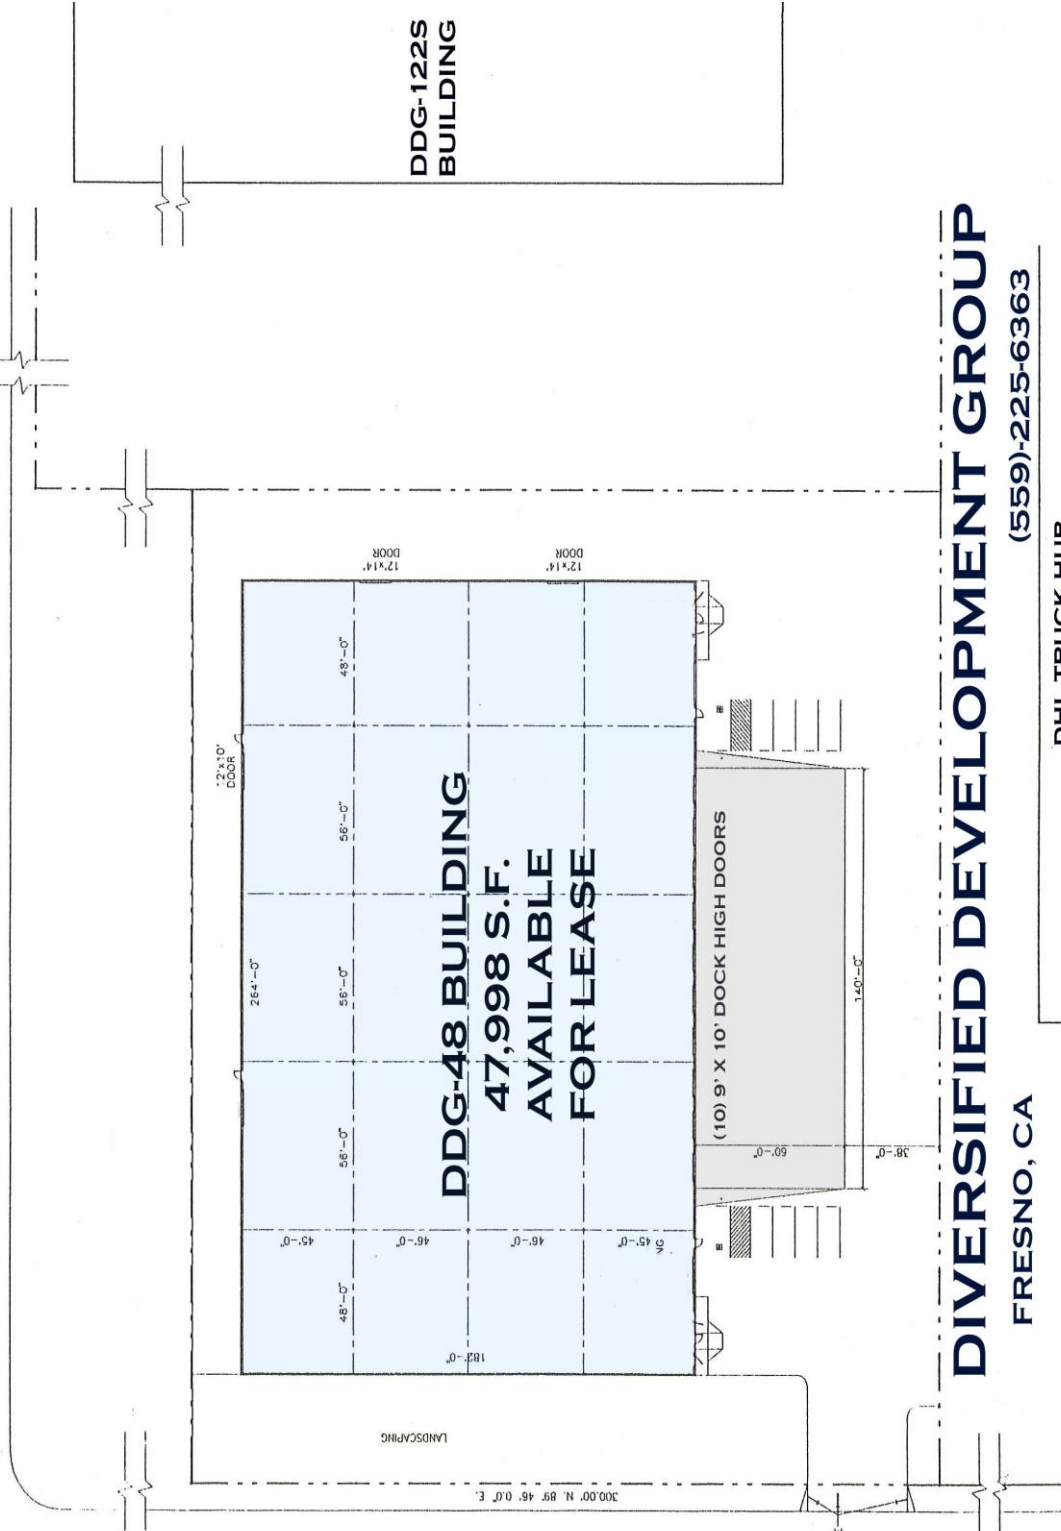 DDG-122S
BUILDING
12'x14'
DOOR
12'x14'
DOOR
12'x10'
DOOR
264'-0"
48'-0"
56'-0"
56'-0"
56'-0"
48'-0"
45'-0"
46'-0"
46'-0"
45'-0"
182'-0"
DDG-48 BUILDING
47,998 S.F.
AVAILABLE
FOR LEASE
(10) 9' X 10' DOCK HIGH DOORS
140'-0"
60'-0"
38'-0"
LANDSCAPING
300.00' N. 89° 46' 0.0" E.
DIVERSIFIED DEVELOPMENT GROUP
FRESNO, CA (559)-225-6363
DHL TRUCK HUB